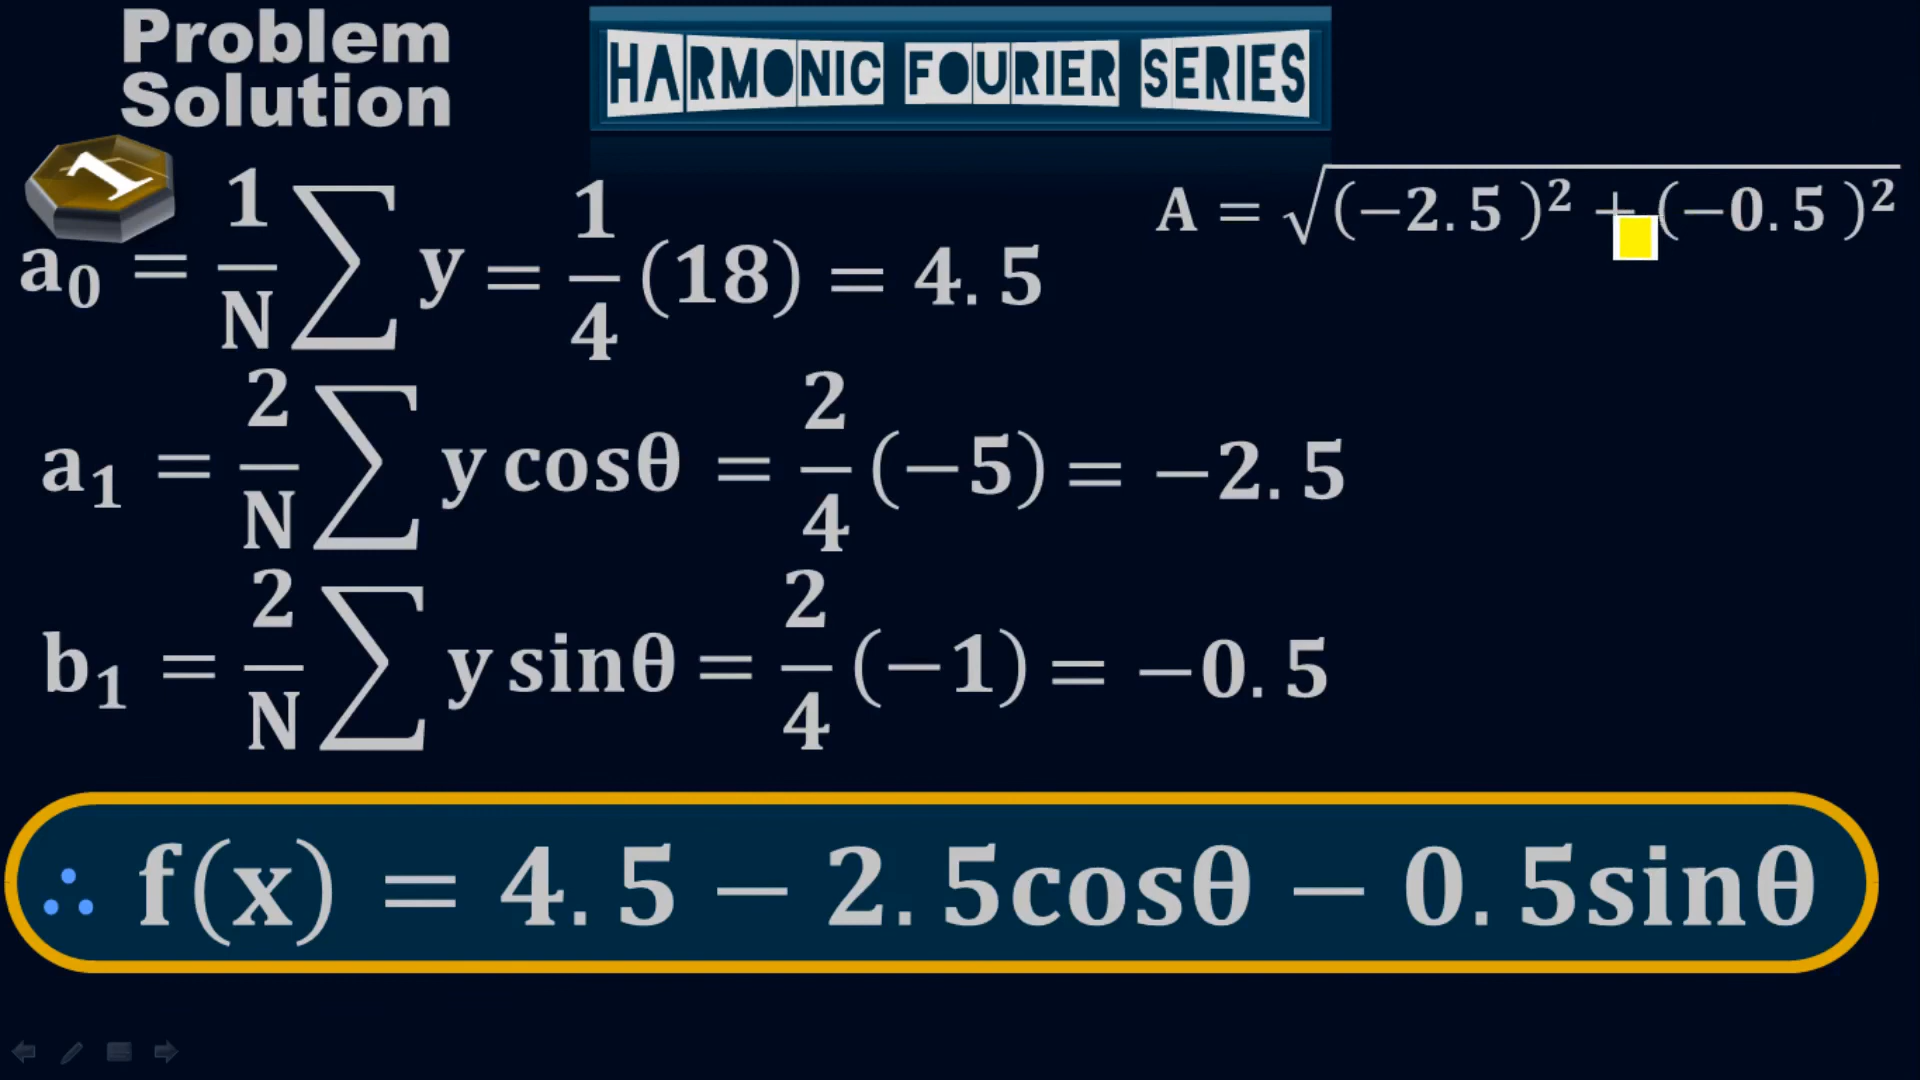 Problem
Solution
HARMONIC FOURIER SERIES
1
A = √((−2.5 )² + (−0.5 )²)
a₀ = 1/N ∑ y = 1/4 (18) = 4.5
a₁ = 2/N ∑ y cosθ = 2/4 (−5) = −2.5
b₁ = 2/N ∑ y sinθ = 2/4 (−1) = −0.5
∴ f(x) = 4.5 − 2.5cosθ − 0.5sinθ